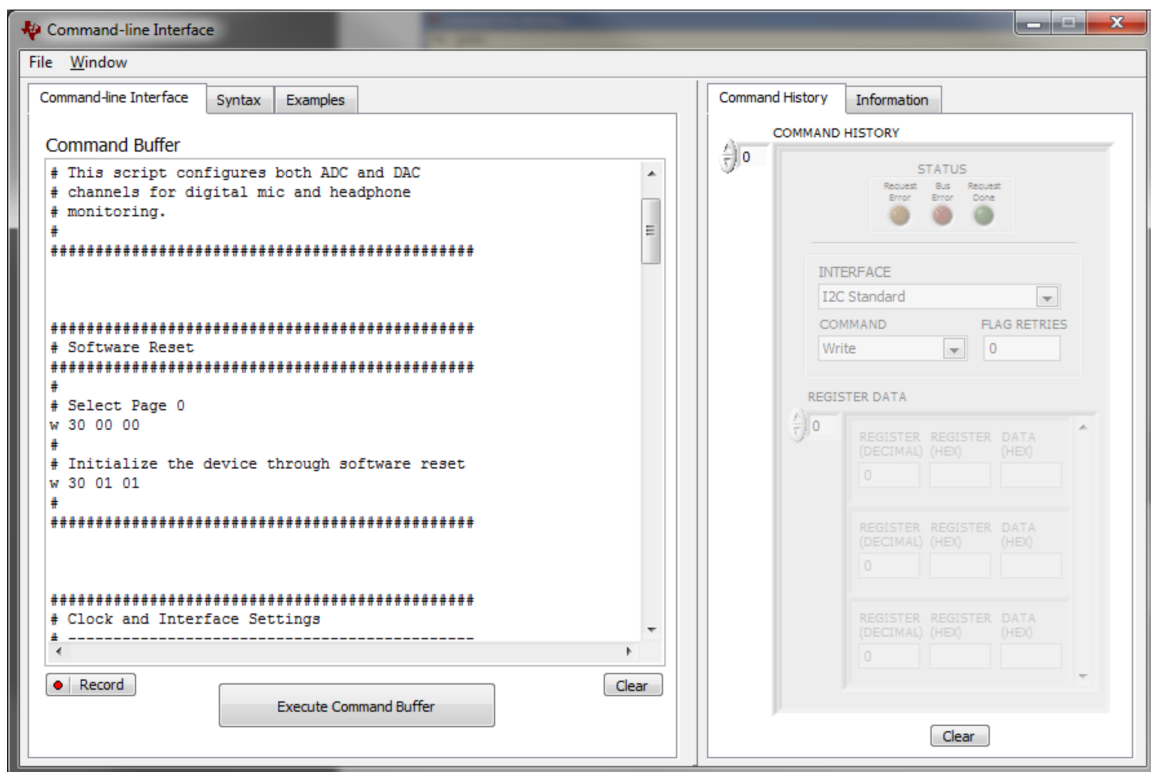 Command-line Interface
File Window
Command-line Interface Syntax Examples
Command Buffer
# This script configures both ADC and DAC
# channels for digital mic and headphone
# monitoring.
#
###############################################
###############################################
# Software Reset
###############################################
#
# Select Page 0
w 30 00 00
#
# Initialize the device through software reset
w 30 01 01
#
###############################################
###############################################
# Clock and Interface Settings
# ---------------------------------------------
Record
Clear
Execute Command Buffer
Command History Information
COMMAND HISTORY
0
STATUS
Request Error
Bus Error
Request Done
INTERFACE
I2C Standard
COMMAND FLAG RETRIES
Write 0
REGISTER DATA
0
REGISTER REGISTER DATA
(DECIMAL) (HEX) (HEX)
0
REGISTER REGISTER DATA
(DECIMAL) (HEX) (HEX)
0
REGISTER REGISTER DATA
(DECIMAL) (HEX) (HEX)
0
Clear